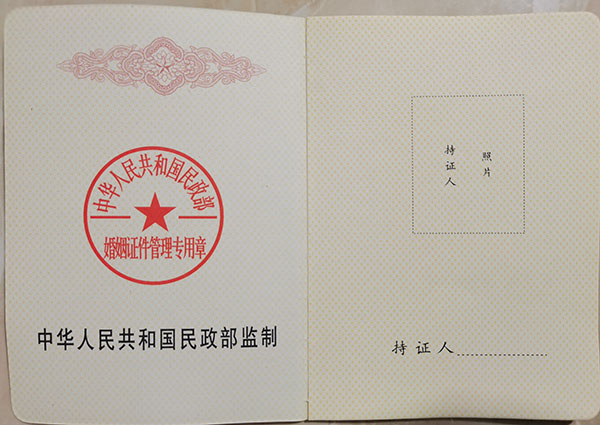 中华人民共和国民政部
婚姻证件管理专用章
中华人民共和国民政部监制
持证人
照片
持证人